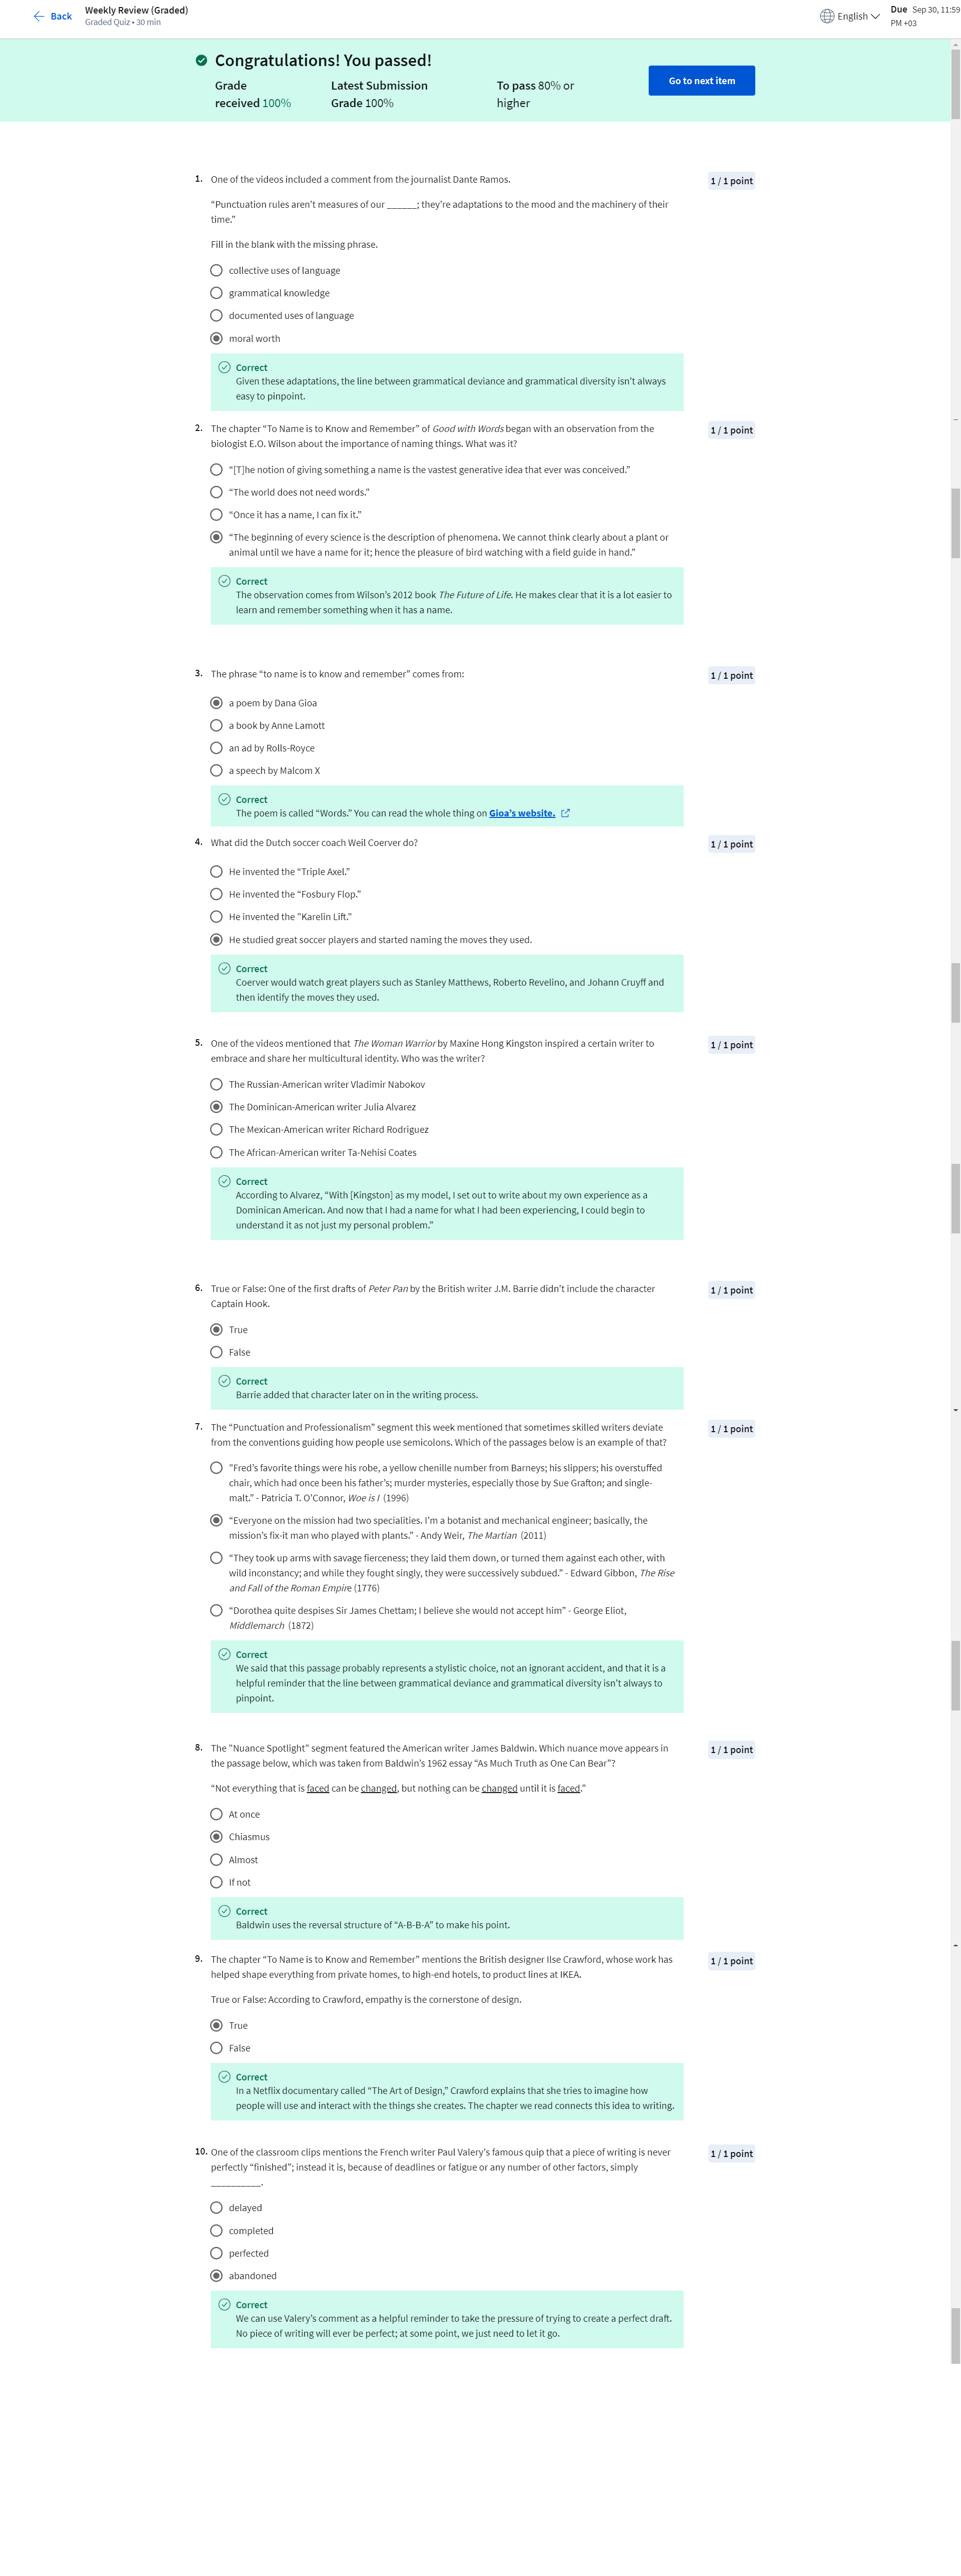 Back
Weekly Review (Graded)
Graded Quiz • 30 min
English
Due Sep 30, 11:59
PM +03
Congratulations! You passed!
Grade
received 100%
Latest Submission
Grade 100%
To pass 80% or
higher
Go to next item
1. One of the videos included a comment from the journalist Dante Ramos.
1 / 1 point
“Punctuation rules aren’t measures of our ______; they’re adaptations to the mood and the machinery of their
time.”
Fill in the blank with the missing phrase.
collective uses of language
grammatical knowledge
documented uses of language
moral worth
Correct
Given these adaptations, the line between grammatical deviance and grammatical diversity isn’t always
easy to pinpoint.
2. The chapter “To Name is to Know and Remember” of Good with Words began with an observation from the
biologist E.O. Wilson about the importance of naming things. What was it?
1 / 1 point
“[T]he notion of giving something a name is the vastest generative idea that ever was conceived.”
“The world does not need words.”
“Once it has a name, I can fix it.”
“The beginning of every science is the description of phenomena. We cannot think clearly about a plant or
animal until we have a name for it; hence the pleasure of bird watching with a field guide in hand.”
Correct
The observation comes from Wilson’s 2012 book The Future of Life. He makes clear that it is a lot easier to
learn and remember something when it has a name.
3. The phrase “to name is to know and remember” comes from:
1 / 1 point
a poem by Dana Gioa
a book by Anne Lamott
an ad by Rolls-Royce
a speech by Malcom X
Correct
The poem is called “Words.” You can read the whole thing on Gioa’s website.
4. What did the Dutch soccer coach Weil Coerver do?
1 / 1 point
He invented the “Triple Axel.”
He invented the “Fosbury Flop.”
He invented the "Karelin Lift."
He studied great soccer players and started naming the moves they used.
Correct
Coerver would watch great players such as Stanley Matthews, Roberto Revelino, and Johann Cruyff and
then identify the moves they used.
5. One of the videos mentioned that The Woman Warrior by Maxine Hong Kingston inspired a certain writer to
embrace and share her multicultural identity. Who was the writer?
1 / 1 point
The Russian-American writer Vladimir Nabokov
The Dominican-American writer Julia Alvarez
The Mexican-American writer Richard Rodriguez
The African-American writer Ta-Nehisi Coates
Correct
According to Alvarez, “With [Kingston] as my model, I set out to write about my own experience as a
Dominican American. And now that I had a name for what I had been experiencing, I could begin to
understand it as not just my personal problem.”
6. True or False: One of the first drafts of Peter Pan by the British writer J.M. Barrie didn’t include the character
Captain Hook.
1 / 1 point
True
False
Correct
Barrie added that character later on in the writing process.
7. The “Punctuation and Professionalism” segment this week mentioned that sometimes skilled writers deviate
from the conventions guiding how people use semicolons. Which of the passages below is an example of that?
1 / 1 point
"Fred’s favorite things were his robe, a yellow chenille number from Barneys; his slippers; his overstuffed
chair, which had once been his father’s; murder mysteries, especially those by Sue Grafton; and single-
malt.” - Patricia T. O’Connor, Woe is I (1996)
“Everyone on the mission had two specialities. I’m a botanist and mechanical engineer; basically, the
mission’s fix-it man who played with plants.” - Andy Weir, The Martian (2011)
“They took up arms with savage fierceness; they laid them down, or turned them against each other, with
wild inconstancy; and while they fought singly, they were successively subdued.” - Edward Gibbon, The Rise
and Fall of the Roman Empire (1776)
“Dorothea quite despises Sir James Chettam; I believe she would not accept him” - George Eliot,
Middlemarch (1872)
Correct
We said that this passage probably represents a stylistic choice, not an ignorant accident, and that it is a
helpful reminder that the line between grammatical deviance and grammatical diversity isn’t always to
pinpoint.
8. The "Nuance Spotlight" segment featured the American writer James Baldwin. Which nuance move appears in
the passage below, which was taken from Baldwin’s 1962 essay “As Much Truth as One Can Bear”?
1 / 1 point
“Not everything that is faced can be changed, but nothing can be changed until it is faced.”
At once
Chiasmus
Almost
If not
Correct
Baldwin uses the reversal structure of “A-B-B-A” to make his point.
9. The chapter “To Name is to Know and Remember” mentions the British designer Ilse Crawford, whose work has
helped shape everything from private homes, to high-end hotels, to product lines at IKEA.
1 / 1 point
True or False: According to Crawford, empathy is the cornerstone of design.
True
False
Correct
In a Netflix documentary called “The Art of Design,” Crawford explains that she tries to imagine how
people will use and interact with the things she creates. The chapter we read connects this idea to writing.
10. One of the classroom clips mentions the French writer Paul Valery’s famous quip that a piece of writing is never
perfectly “finished”; instead it is, because of deadlines or fatigue or any number of other factors, simply
__________.
1 / 1 point
delayed
completed
perfected
abandoned
Correct
We can use Valery’s comment as a helpful reminder to take the pressure of trying to create a perfect draft.
No piece of writing will ever be perfect; at some point, we just need to let it go.